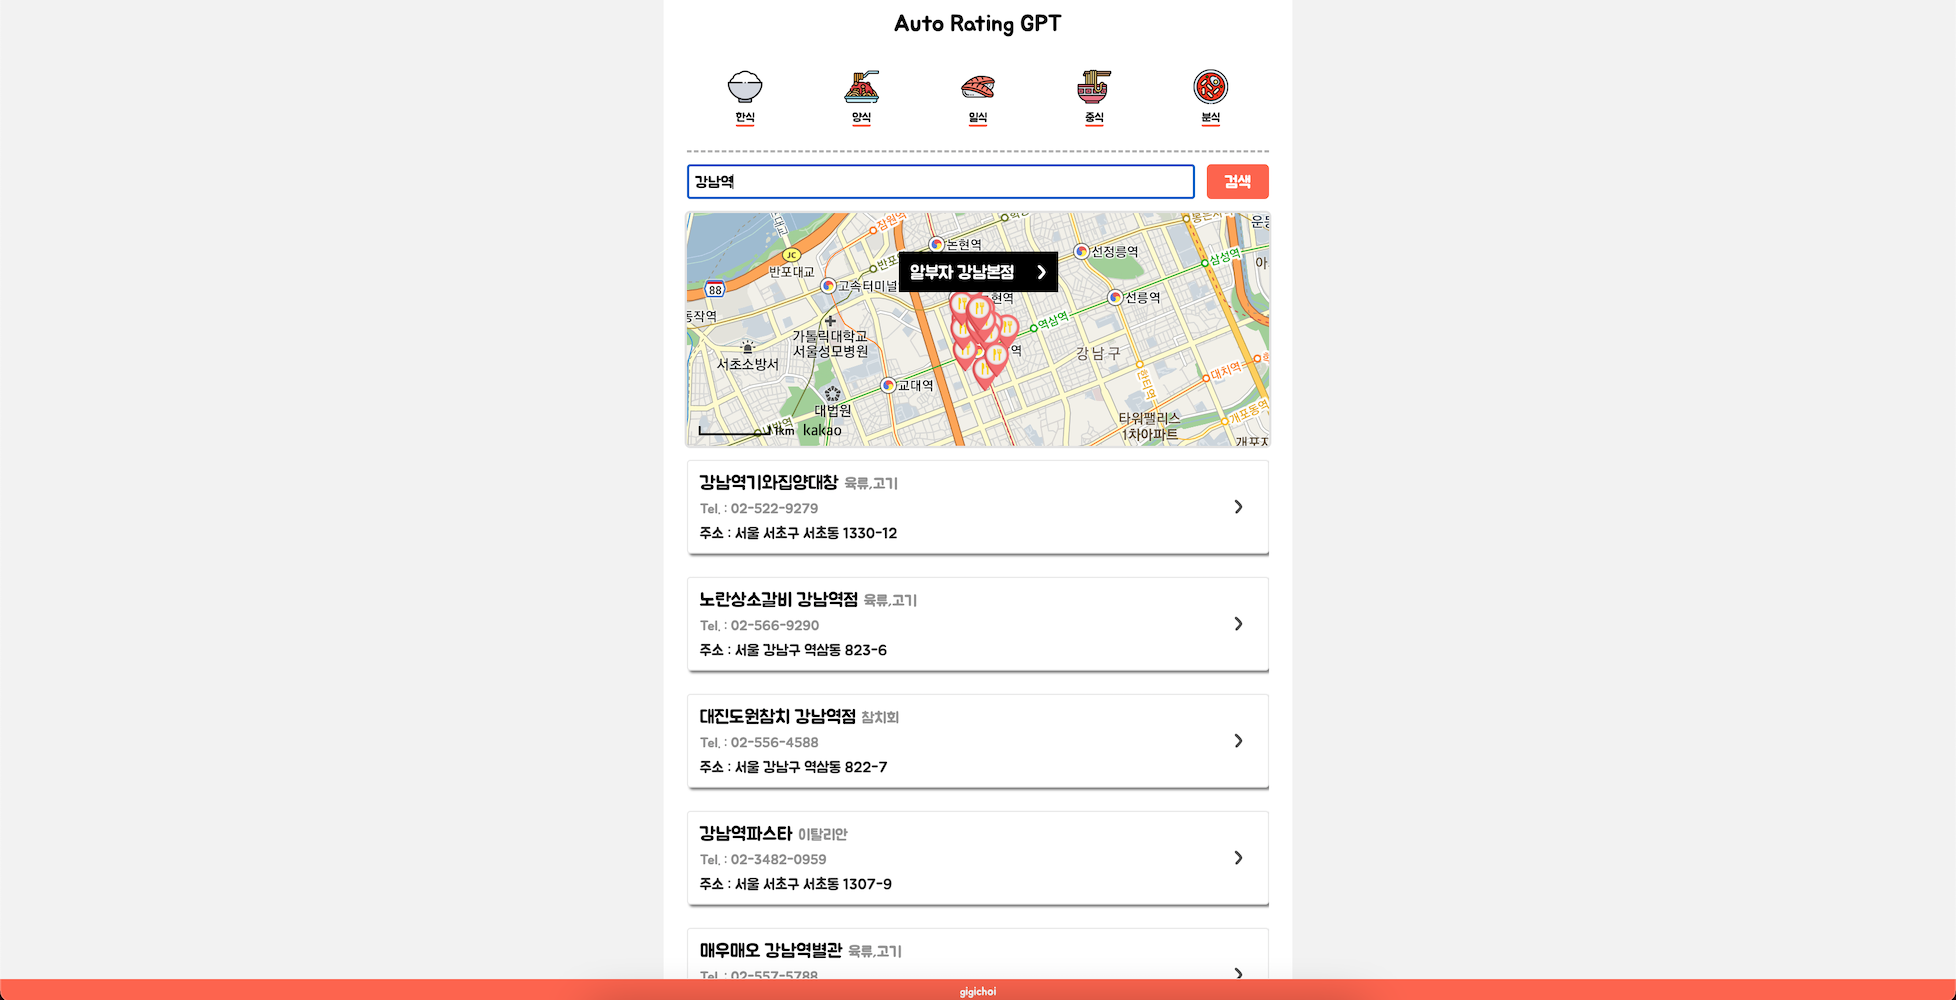 Auto Rating GPT
한식
양식
일식
중식
분식
강남역
검색
잠원역
논현역
선정릉역
삼성역
반포대교
JC
고속터미널
알부자 강남본점
88
동작역
선릉역
역삼역
가톨릭대학교
서울성모병원
서초소방서
강남구
대치역
한티역
교대역
대법원
타워팰리스
1차아파트
개포동역
1km
kakao
강남역기와집양대창 육류,고기
Tel. : 02-522-9279
주소 : 서울 서초구 서초동 1330-12
노란상소갈비 강남역점 육류,고기
Tel. : 02-566-9290
주소 : 서울 강남구 역삼동 823-6
대진도원참치 강남역점 참치회
Tel. : 02-556-4588
주소 : 서울 강남구 역삼동 822-7
강남역파스타 이탈리안
Tel. : 02-3482-0959
주소 : 서울 서초구 서초동 1307-9
매우매오 강남역별관 육류,고기
Tel. : 02-557-5788
gigichoi